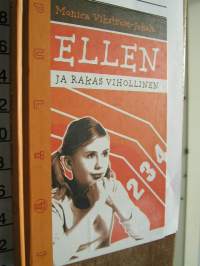 Monica Vikström-Jokela
ELLEN
JA RAKAS VIHOLLINEN
2 3 4